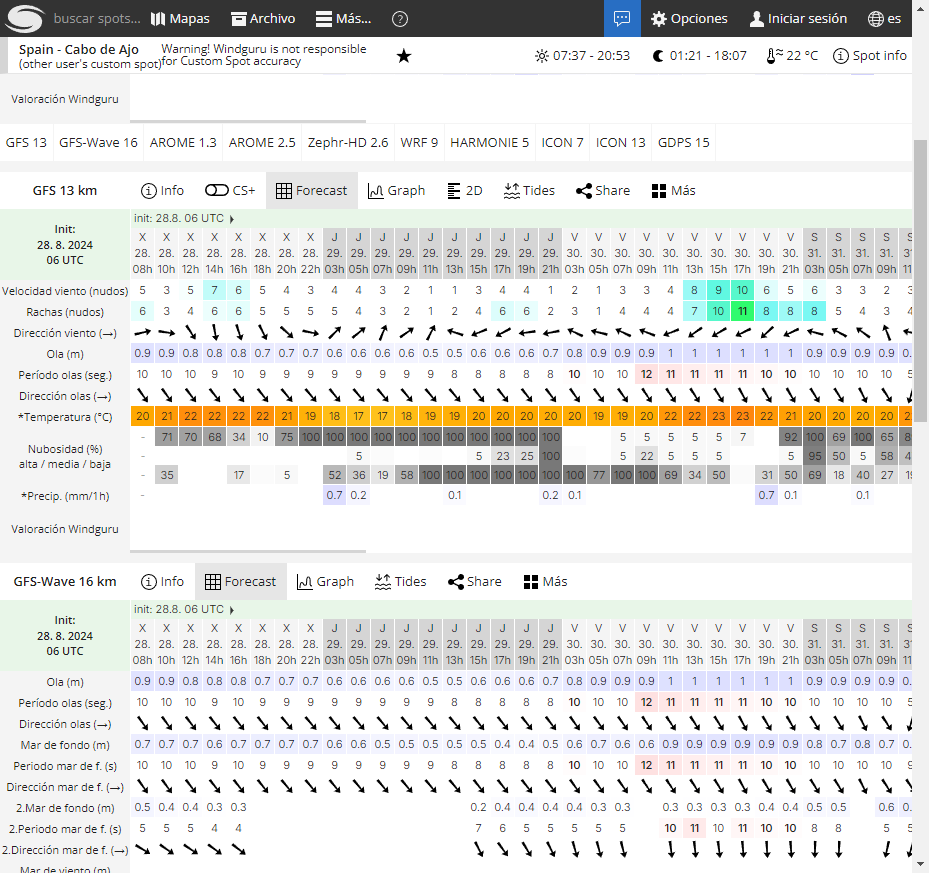 buscar spots... Mapas Archivo Más... ? Opciones Iniciar sesión es
Spain - Cabo de Ajo
(other user's custom spot)
Warning! Windguru is not responsible
for Custom Spot accuracy
07:37 - 20:53 01:21 - 18:07 22 °C Spot info
Valoración Windguru
GFS 13 GFS-Wave 16 AROME 1.3 AROME 2.5 Zephr-HD 2.6 WRF 9 HARMONIE 5 ICON 7 ICON 13 GDPS 15
GFS 13 km Info CS+ Forecast Graph 2D Tides Share Más
init: 28.8. 06 UTC
Init:
28. 8. 2024
06 UTC
X X X X X X X X J J J J J J J J J J V V V V V V V V V V S S S S S
28. 28. 28. 28. 28. 28. 28. 28. 29. 29. 29. 29. 29. 29. 29. 29. 29. 29. 30. 30. 30. 30. 30. 30. 30. 30. 30. 30. 31. 31. 31. 31. 31
08h 10h 12h 14h 16h 18h 20h 22h 03h 05h 07h 09h 11h 13h 15h 17h 19h 21h 03h 05h 07h 09h 11h 13h 15h 17h 19h 21h 03h 05h 07h 09h 11
Velocidad viento (nudos) 5 3 5 7 6 5 4 3 4 4 3 2 1 1 3 4 4 1 2 3 4 4 4 8 9 10 6 5 6 3 3 2 3
Rachas (nudos) 6 3 4 6 6 5 5 5 5 4 3 2 1 2 4 6 6 2 3 1 4 4 4 7 10 11 8 8 8 5 4 3
Dirección viento (→)
Ola (m) 0.9 0.9 0.8 0.8 0.8 0.7 0.7 0.7 0.6 0.6 0.6 0.6 0.5 0.5 0.6 0.6 0.6 0.7 0.8 0.9 0.9 0.9 1 1 1 1 1 1 0.9 0.9 0.9 0.9 0.
Período olas (seg.) 10 10 10 9 10 9 9 9 9 9 9 9 9 8 8 8 8 8 10 10 10 12 11 11 11 11 10 10 10 10 10 10
Dirección olas (→)
*Temperatura (°C) 20 21 22 22 22 22 21 19 18 17 17 18 19 19 20 20 20 20 20 19 19 20 22 22 23 23 22 21 20 20 20 20 2
Nubosidad (%)
alta / media / baja
- 71 70 68 34 10 75 100 100 100 100 100 100 100 100 100 100 100 5 5 5 5 5 7 92 100 69 100 65 8
- 5 5 23 25 100 5 22 5 5 5 5 95 50 5 58 4
- 35 17 5 52 36 19 58 100 100 100 100 100 100 100 77 100 100 69 34 50 31 50 69 18 40 27 19
*Precip. (mm/1h) - 0.7 0.2 0.1 0.2 0.1 0.7 0.1 0.1
Valoración Windguru
GFS-Wave 16 km Info Forecast Graph Tides Share Más
init: 28.8. 06 UTC
Init:
28. 8. 2024
06 UTC
X X X X X X X X J J J J J J J J J J V V V V V V V V V V S S S S S
28. 28. 28. 28. 28. 28. 28. 28. 29. 29. 29. 29. 29. 29. 29. 29. 29. 29. 30. 30. 30. 30. 30. 30. 30. 30. 30. 30. 31. 31. 31. 31. 31
08h 10h 12h 14h 16h 18h 20h 22h 03h 05h 07h 09h 11h 13h 15h 17h 19h 21h 03h 05h 07h 09h 11h 13h 15h 17h 19h 21h 03h 05h 07h 09h 11
Ola (m) 0.9 0.9 0.8 0.8 0.8 0.7 0.7 0.7 0.6 0.6 0.6 0.6 0.5 0.5 0.6 0.6 0.6 0.7 0.8 0.9 0.9 0.9 1 1 1 1 1 1 0.9 0.9 0.9 0.9 0.
Período olas (seg.) 10 10 10 9 10 9 9 9 9 9 9 9 9 8 8 8 8 8 10 10 10 12 11 11 11 11 10 10 10 10 10 10
Dirección olas (→)
Mar de fondo (m) 0.7 0.7 0.7 0.6 0.7 0.7 0.7 0.7 0.6 0.6 0.5 0.5 0.5 0.5 0.5 0.4 0.4 0.5 0.6 0.7 0.6 0.6 0.9 0.9 0.9 0.9 0.9 0.9 0.8 0.7 0.8 0.7 0.
Periodo mar de f. (s) 10 10 10 9 10 9 9 9 9 9 9 9 9 8 8 8 8 8 10 10 10 12 11 11 11 11 10 10 10 10 10 10 9
Dirección mar de f. (→)
2.Mar de fondo (m) 0.5 0.4 0.4 0.3 0.3 0.2 0.4 0.4 0.4 0.4 0.3 0.3 0.3 0.3 0.3 0.3 0.4 0.4 0.5 0.5 0.6 0.
2.Periodo mar de f. (s) 5 5 5 4 4 7 6 5 5 5 5 5 10 11 10 11 10 10 8 8 5 5
2.Dirección mar de f. (→)
Mar de viento (m)